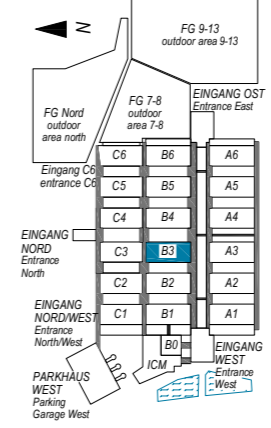 FG 9-13
outdoor area 9-13
N
FG Nord
outdoor
area north
FG 7-8
outdoor
area 7-8
EINGANG OST
Entrance East
Eingang C6
entrance C6
C6 B6 A6
C5 B5 A5
C4 B4 A4
EINGANG
NORD
Entrance
North
C3 B3 A3
C2 B2 A2
C1 B1 A1
EINGANG
NORD/WEST
Entrance
North/West
B0
ICM
EINGANG
WEST
Entrance
West
PARKHAUS
WEST
Parking
Garage West